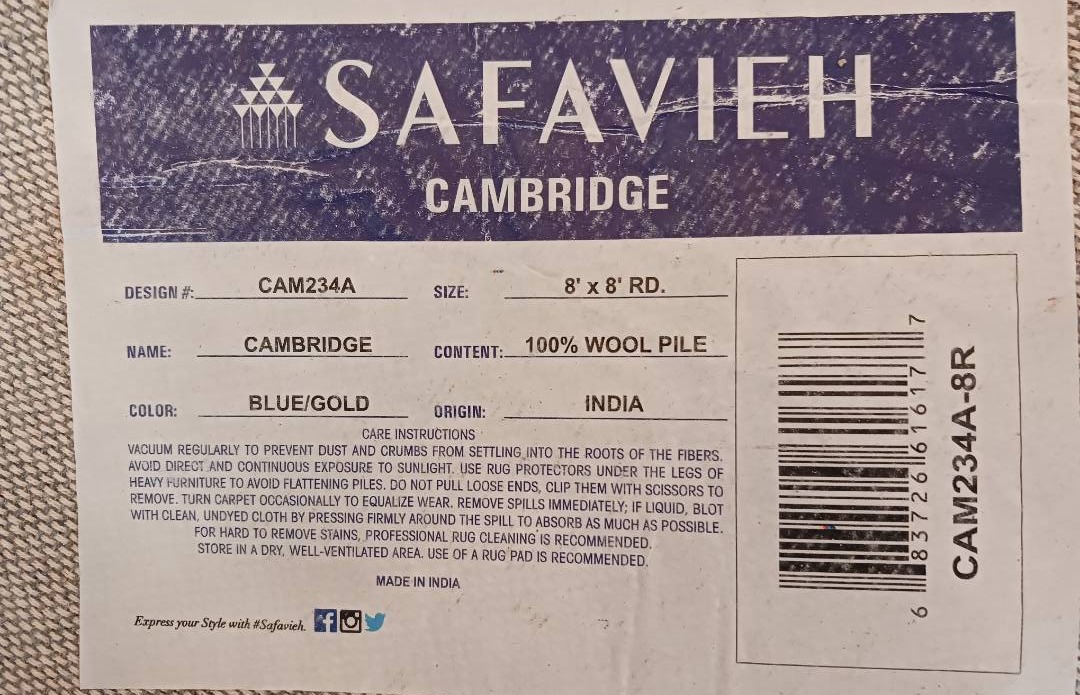 SAFAVIEH
CAMBRIDGE
DESIGN #: CAM234A SIZE: 8' x 8' RD.
NAME: CAMBRIDGE CONTENT: 100% WOOL PILE
COLOR: BLUE/GOLD ORIGIN: INDIA
CARE INSTRUCTIONS
VACUUM REGULARLY TO PREVENT DUST AND CRUMBS FROM SETTLING INTO THE ROOTS OF THE FIBERS.
AVOID DIRECT AND CONTINUOUS EXPOSURE TO SUNLIGHT. USE RUG PROTECTORS UNDER THE LEGS OF
HEAVY FURNITURE TO AVOID FLATTENING PILES. DO NOT PULL LOOSE ENDS, CLIP THEM WITH SCISSORS TO
REMOVE. TURN CARPET OCCASIONALLY TO EQUALIZE WEAR. REMOVE SPILLS IMMEDIATELY; IF LIQUID, BLOT
WITH CLEAN, UNDYED CLOTH BY PRESSING FIRMLY AROUND THE SPILL TO ABSORB AS MUCH AS POSSIBLE.
FOR HARD TO REMOVE STAINS, PROFESSIONAL RUG CLEANING IS RECOMMENDED.
STORE IN A DRY, WELL-VENTILATED AREA. USE OF A RUG PAD IS RECOMMENDED.
MADE IN INDIA
Express your Style with #Safavieh.
6 83726 61617 7
CAM234A-8R